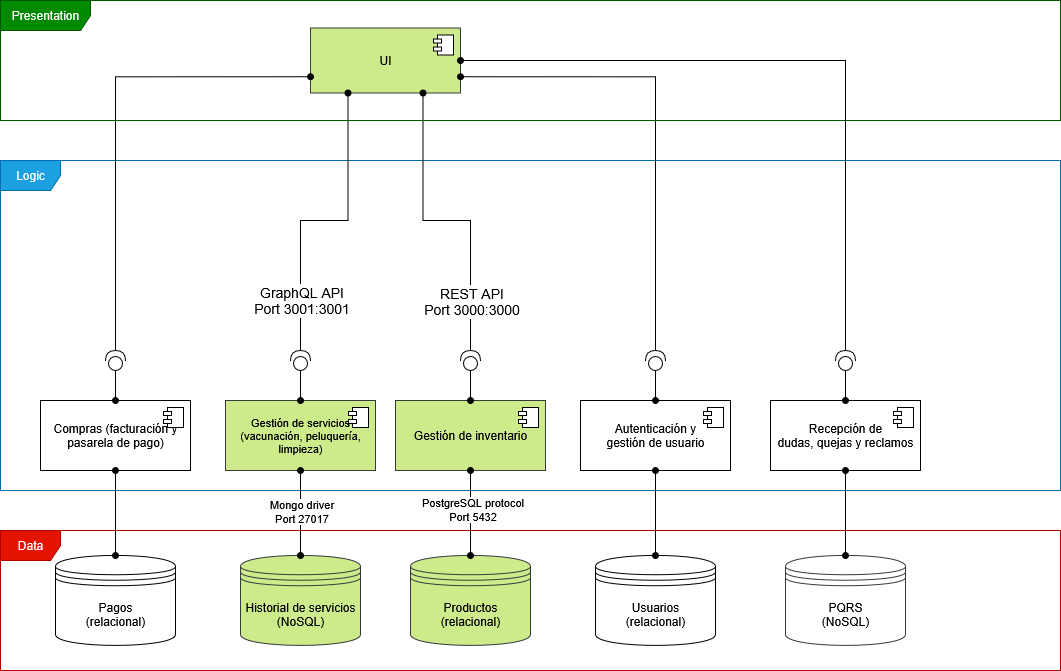 Presentation
UI
Logic
GraphQL API
Port 3001:3001
REST API
Port 3000:3000
Compras (facturación y
pasarela de pago)
Gestión de servicios
(vacunación, peluquería,
limpieza)
Gestión de inventario
Autenticación y
gestión de usuario
Recepción de
dudas, quejas y reclamos
Mongo driver
Port 27017
PostgreSQL protocol
Port 5432
Data
Pagos
(relacional)
Historial de servicios
(NoSQL)
Productos
(relacional)
Usuarios
(relacional)
PQRS
(NoSQL)